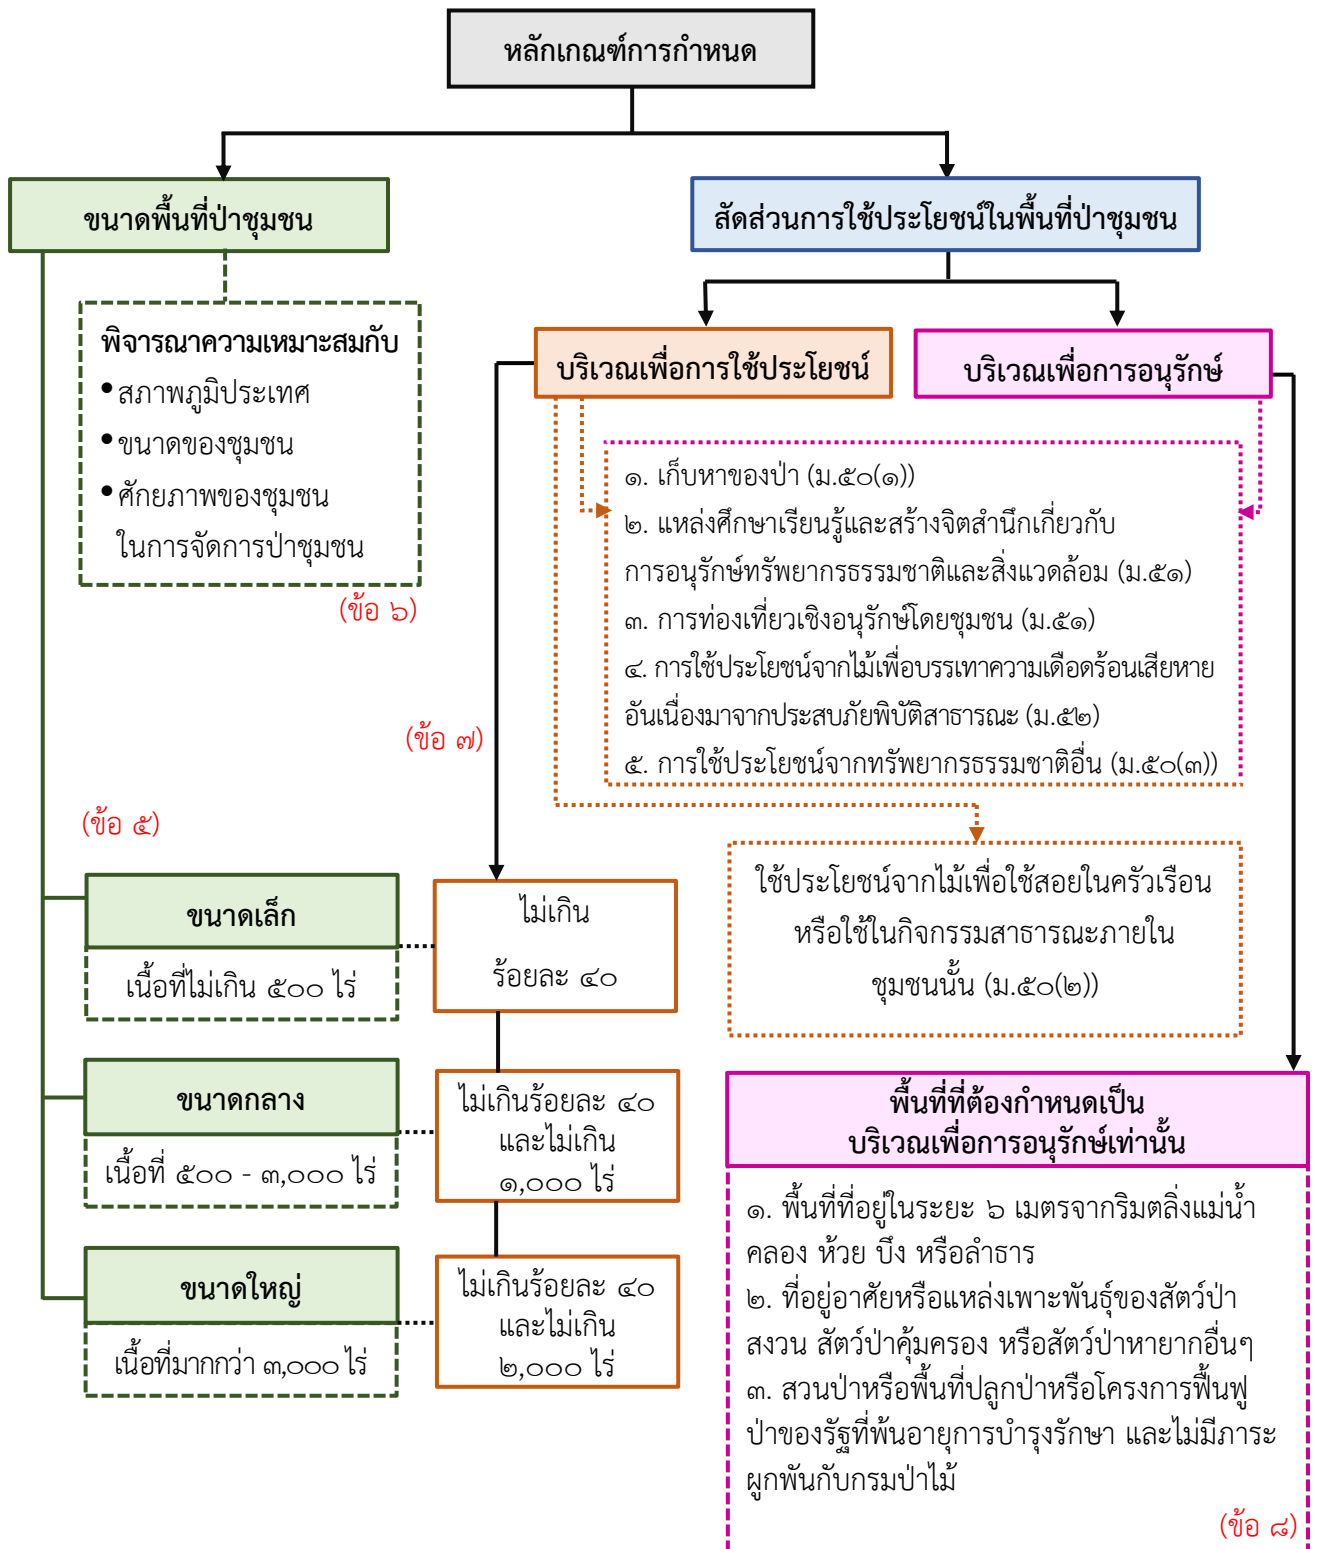 หลักเกณฑ์การกำหนด
ขนาดพื้นที่ป่าชุมชน
สัดส่วนการใช้ประโยชน์ในพื้นที่ป่าชุมชน
พิจารณาความเหมาะสมกับ
• สภาพภูมิประเทศ
• ขนาดของชุมชน
• ศักยภาพของชุมชน
ในการจัดการป่าชุมชน
(ข้อ ๖)
บริเวณเพื่อการใช้ประโยชน์
บริเวณเพื่อการอนุรักษ์
๑. เก็บหาของป่า (ม.๕๐(๑))
๒. แหล่งศึกษาเรียนรู้และสร้างจิตสำนึกเกี่ยวกับ
การอนุรักษ์ทรัพยากรธรรมชาติและสิ่งแวดล้อม (ม.๕๑)
๓. การท่องเที่ยวเชิงอนุรักษ์โดยชุมชน (ม.๕๑)
๔. การใช้ประโยชน์จากไม้เพื่อบรรเทาความเดือดร้อนเสียหาย
อันเนื่องมาจากประสบภัยพิบัติสาธารณะ (ม.๕๒)
๕. การใช้ประโยชน์จากทรัพยากรธรรมชาติอื่น (ม.๕๐(๓))
(ข้อ ๗)
(ข้อ ๕)
ใช้ประโยชน์จากไม้เพื่อใช้สอยในครัวเรือน
หรือใช้ในกิจกรรมสาธารณะภายใน
ชุมชนนั้น (ม.๕๐(๒))
ขนาดเล็ก
เนื้อที่ไม่เกิน ๕๐๐ ไร่
ไม่เกิน
ร้อยละ ๔๐
ขนาดกลาง
เนื้อที่ ๕๐๐ - ๓,๐๐๐ ไร่
ไม่เกินร้อยละ ๔๐
และไม่เกิน
๑,๐๐๐ ไร่
ขนาดใหญ่
เนื้อที่มากกว่า ๓,๐๐๐ ไร่
ไม่เกินร้อยละ ๔๐
และไม่เกิน
๒,๐๐๐ ไร่
พื้นที่ที่ต้องกำหนดเป็น
บริเวณเพื่อการอนุรักษ์เท่านั้น
๑. พื้นที่ที่อยู่ในระยะ ๖ เมตรจากริมตลิ่งแม่น้ำ
คลอง ห้วย บึง หรือลำธาร
๒. ที่อยู่อาศัยหรือแหล่งเพาะพันธุ์ของสัตว์ป่า
สงวน สัตว์ป่าคุ้มครอง หรือสัตว์ป่าหายากอื่นๆ
๓. สวนป่าหรือพื้นที่ปลูกป่าหรือโครงการฟื้นฟู
ป่าของรัฐที่พ้นอายุการบำรุงรักษา และไม่มีภาระ
ผูกพันกับกรมป่าไม้
(ข้อ ๘)